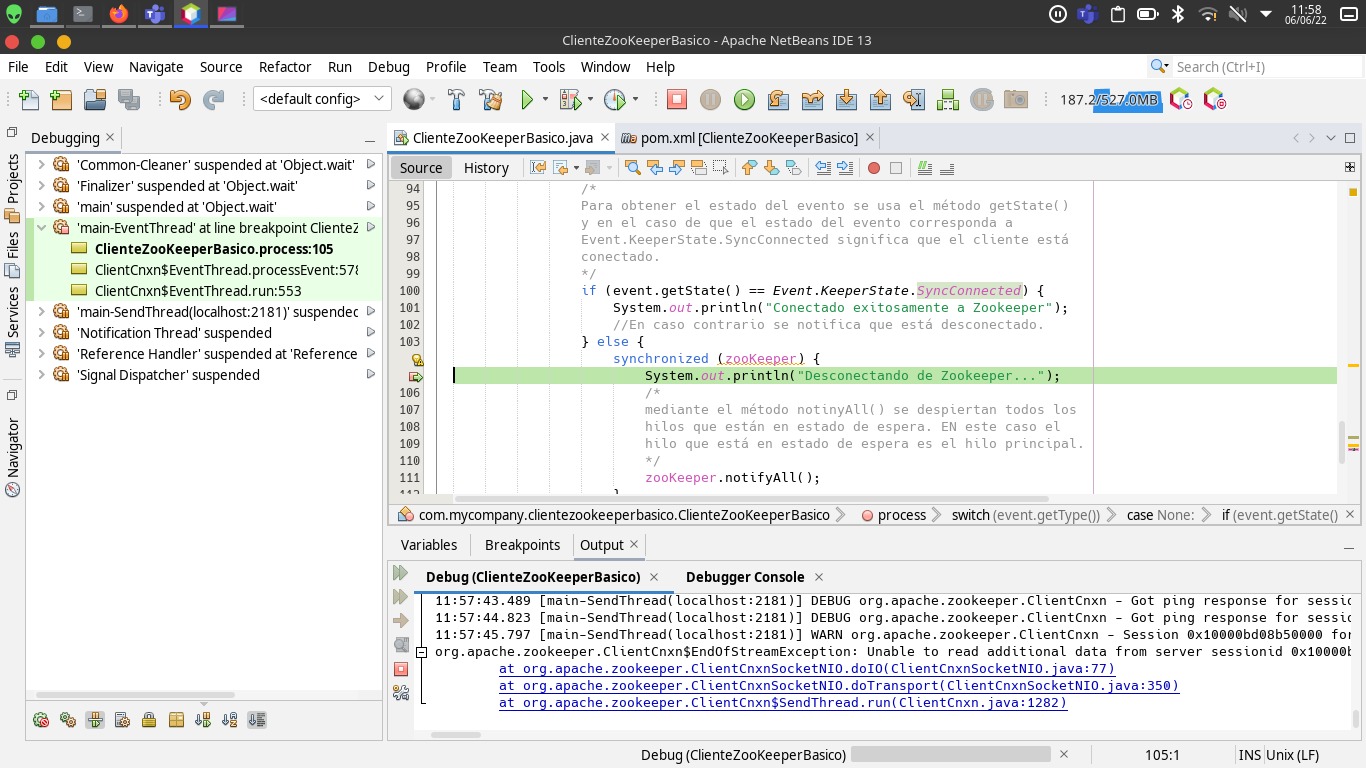 11:58
06/06/22
ClienteZooKeeperBasico - Apache NetBeans IDE 13
File Edit View Navigate Source Refactor Run Debug Profile Team Tools Window Help
Search (Ctrl+I)
<default config>
187.2/527.0MB
Projects
Files
Services
Navigator
Debugging
'Common-Cleaner' suspended at 'Object.wait'
'Finalizer' suspended at 'Object.wait'
'main' suspended at 'Object.wait'
'main-EventThread' at line breakpoint ClienteZ
ClienteZooKeeperBasico.process:105
ClientCnxn$EventThread.processEvent:578
ClientCnxn$EventThread.run:553
'main-SendThread(localhost:2181)' suspended
'Notification Thread' suspended
'Reference Handler' suspended at 'Reference
'Signal Dispatcher' suspended
ClienteZooKeeperBasico.java
pom.xml [ClienteZooKeeperBasico]
Source History
94 /*
95 Para obtener el estado del evento se usa el método getState()
96 y en el caso de que el estado del evento corresponda a
97 Event.KeeperState.SyncConnected significa que el cliente está
98 conectado.
99 */
100 if (event.getState() == Event.KeeperState.SyncConnected) {
101 System.out.println("Conectado exitosamente a Zookeeper");
102 //En caso contrario se notifica que está desconectado.
103 } else {
synchronized (zooKeeper) {
System.out.println("Desconectando de Zookeeper...");
106 /*
107 mediante el método notinyAll() se despiertan todos los
108 hilos que están en estado de espera. EN este caso el
109 hilo que está en estado de espera es el hilo principal.
110 */
111 zooKeeper.notifyAll();
112 }
com.mycompany.clientezookeeperbasico.ClienteZooKeeperBasico process switch (event.getType()) case None: if (event.getState()
Variables Breakpoints Output
Debug (ClienteZooKeeperBasico) Debugger Console
11:57:43.489 [main-SendThread(localhost:2181)] DEBUG org.apache.zookeeper.ClientCnxn - Got ping response for sessic
11:57:44.823 [main-SendThread(localhost:2181)] DEBUG org.apache.zookeeper.ClientCnxn - Got ping response for sessic
11:57:45.797 [main-SendThread(localhost:2181)] WARN org.apache.zookeeper.ClientCnxn - Session 0x10000bd08b50000 for
org.apache.zookeeper.ClientCnxn$EndOfStreamException: Unable to read additional data from server sessionid 0x10000b
at org.apache.zookeeper.ClientCnxnSocketNIO.doIO(ClientCnxnSocketNIO.java:77)
at org.apache.zookeeper.ClientCnxnSocketNIO.doTransport(ClientCnxnSocketNIO.java:350)
at org.apache.zookeeper.ClientCnxn$SendThread.run(ClientCnxn.java:1282)
Debug (ClienteZooKeeperBasico)
105:1
INS Unix (LF)